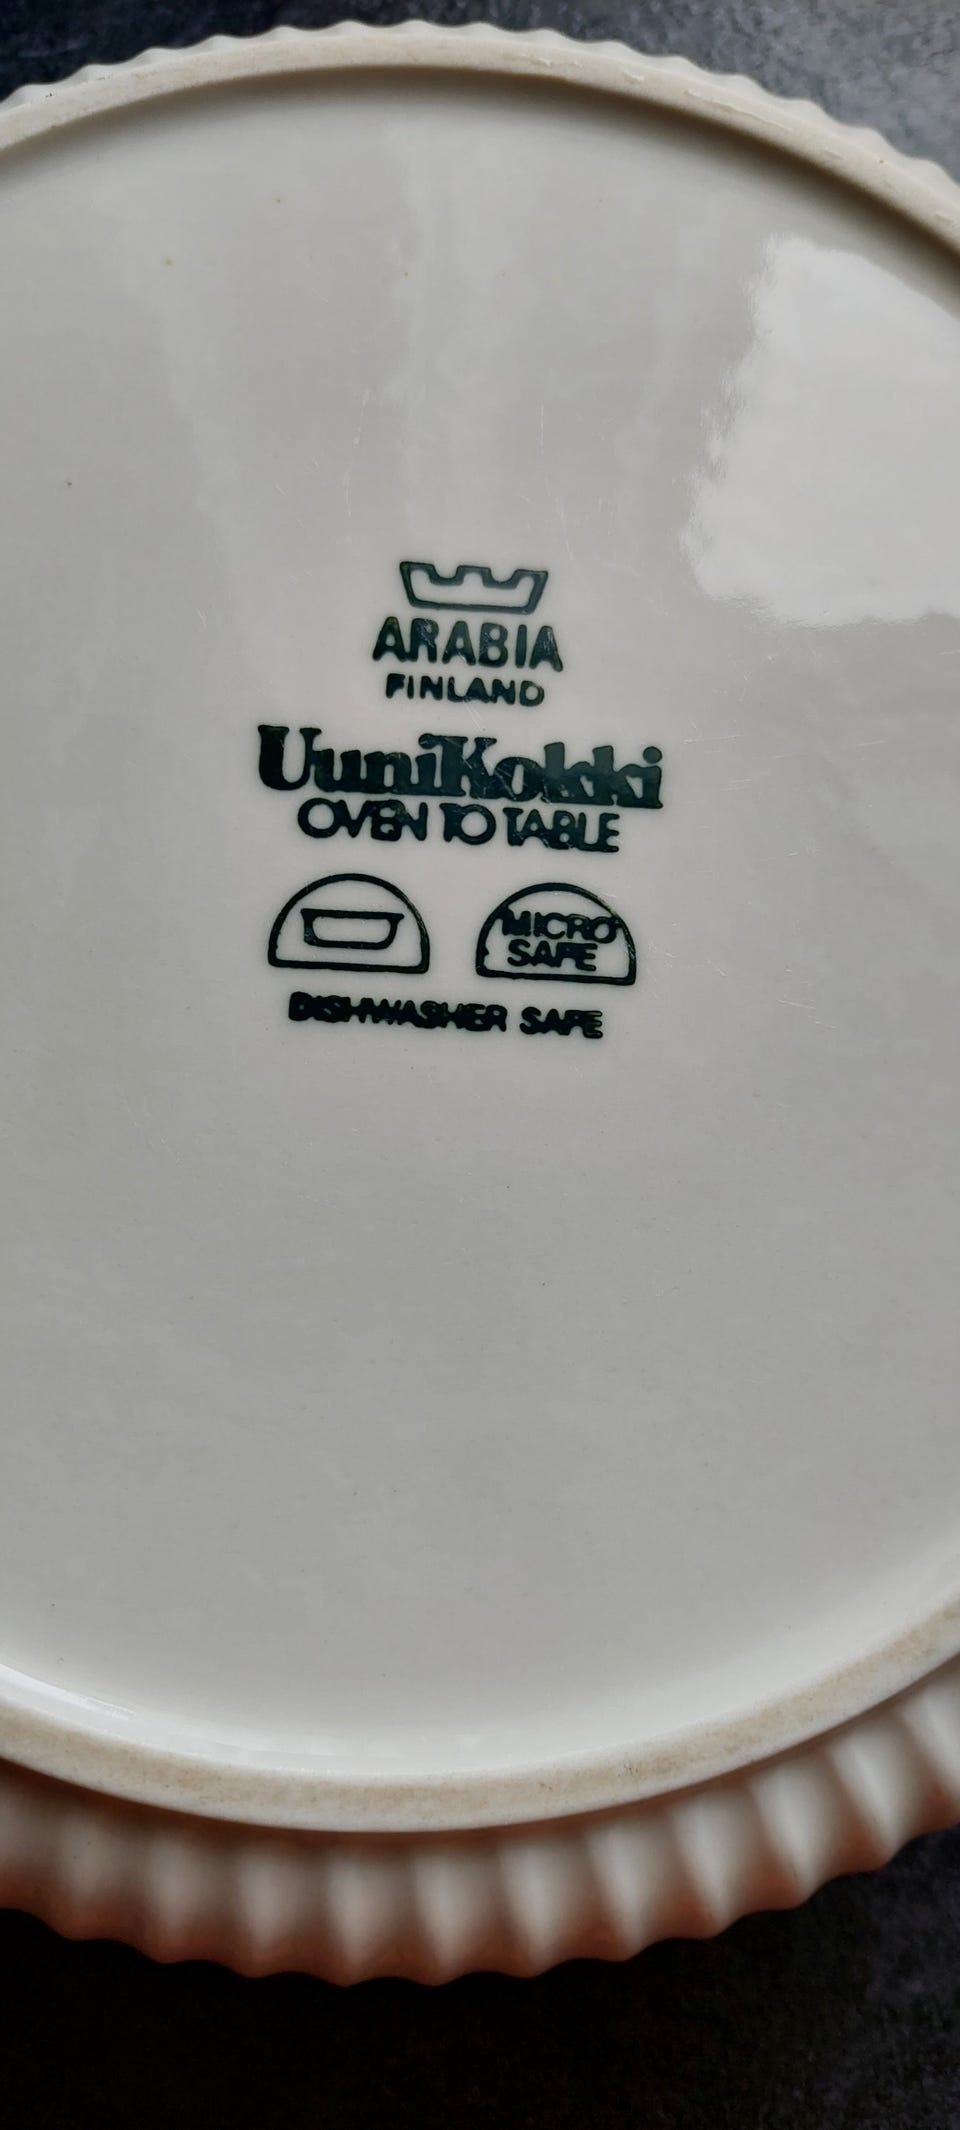 ARABIA
FINLAND
UuniKokki
OVEN TO TABLE
MICRO
SAFE
DISHWASHER SAFE